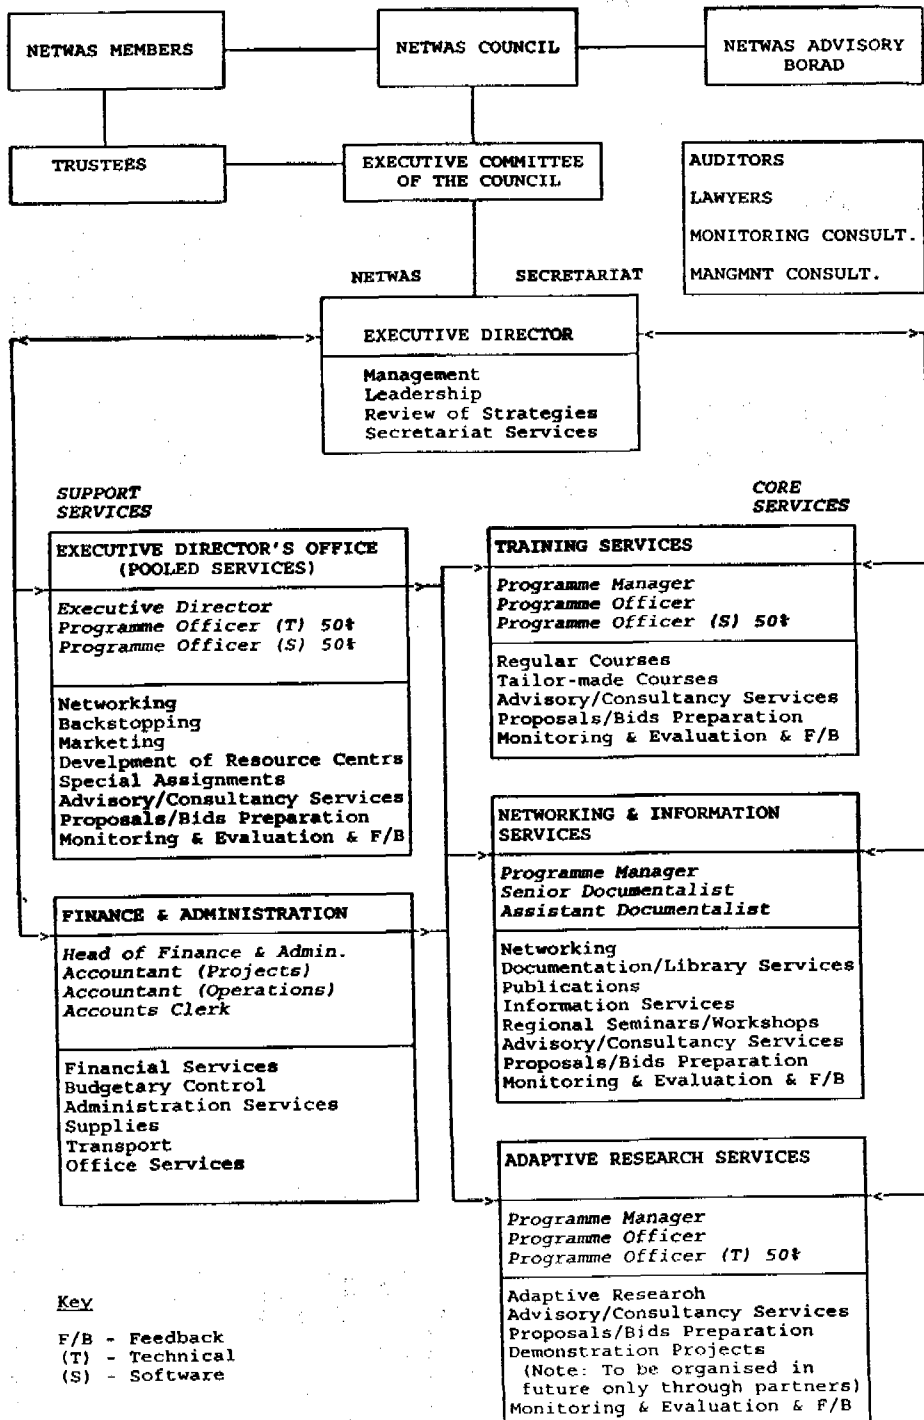 NETWAS MEMBERS
NETWAS COUNCIL
NETWAS ADVISORY
BORAD
TRUSTEES
EXECUTIVE COMMITTEE
OF THE COUNCIL
AUDITORS
LAWYERS
MONITORING CONSULT.
MANGMNT CONSULT.
NETWAS SECRETARIAT
EXECUTIVE DIRECTOR
Management
Leadership
Review of Strategies
Secretariat Services
SUPPORT
SERVICES
EXECUTIVE DIRECTOR'S OFFICE
(POOLED SERVICES)
Executive Director
Programme Officer (T) 50%
Programme Officer (S) 50%
Networking
Backstopping
Marketing
Develpment of Resource Centrs
Special Assignments
Advisory/Consultancy Services
Proposals/Bids Preparation
Monitoring & Evaluation & F/B
FINANCE & ADMINISTRATION
Head of Finance & Admin.
Accountant (Projects)
Accountant (Operations)
Accounts Clerk
Financial Services
Budgetary Control
Administration Services
Supplies
Transport
Office Services
CORE
SERVICES
TRAINING SERVICES
Programme Manager
Programme Officer
Programme Officer (S) 50%
Regular Courses
Tailor-made Courses
Advisory/Consultancy Services
Proposals/Bids Preparation
Monitoring & Evaluation & F/B
NETWORKING & INFORMATION
SERVICES
Programme Manager
Senior Documentalist
Assistant Documentalist
Networking
Documentation/Library Services
Publications
Information Services
Regional Seminars/Workshops
Advisory/Consultancy Services
Proposals/Bids Preparation
Monitoring & Evaluation & F/B
ADAPTIVE RESEARCH SERVICES
Programme Manager
Programme Officer
Programme Officer (T) 50%
Adaptive Research
Advisory/Consultancy Services
Proposals/Bids Preparation
Demonstration Projects
(Note: To be organised in
future only through partners)
Monitoring & Evaluation & F/B
Key
F/B - Feedback
(T) - Technical
(S) - Software